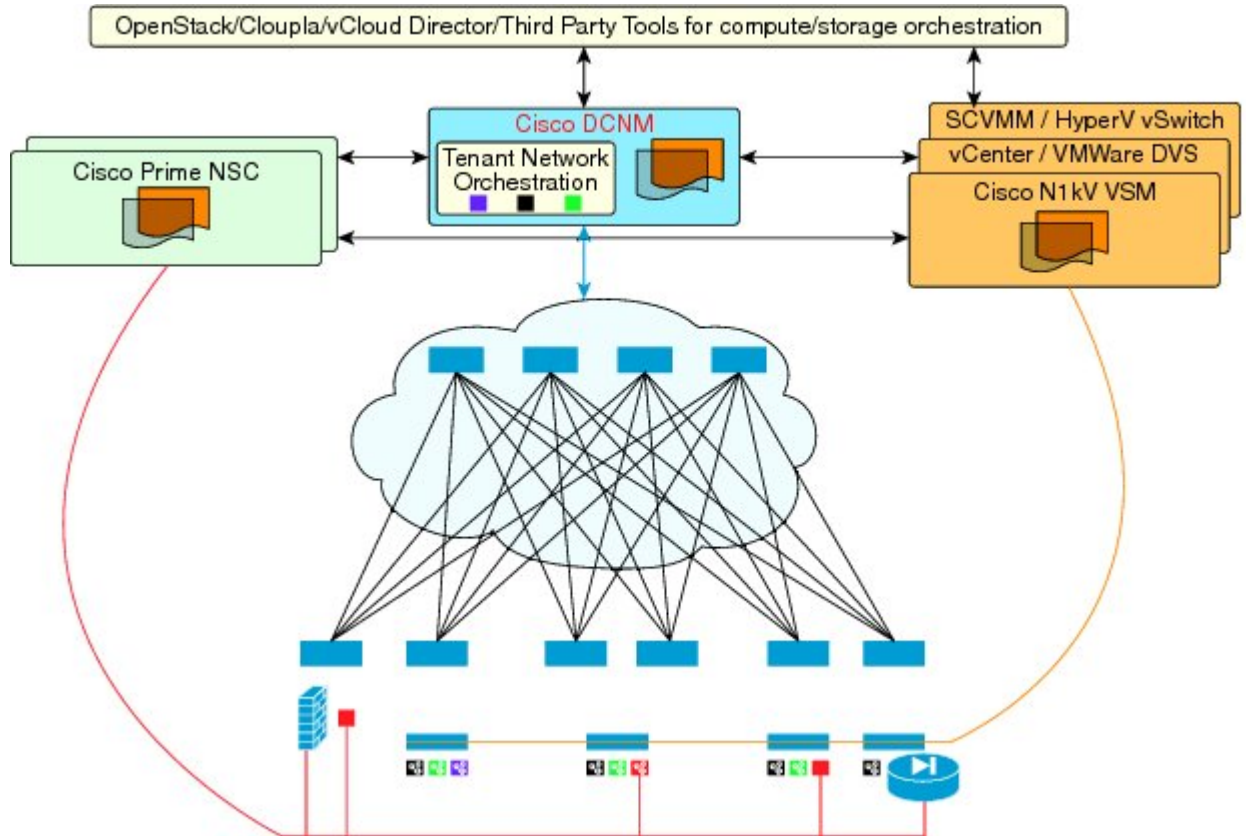 OpenStack/Cloupla/vCloud Director/Third Party Tools for compute/storage orchestration
Cisco DCNM
Tenant Network
Orchestration
Cisco Prime NSC
SCVMM / HyperV vSwitch
vCenter / VMWare DVS
Cisco N1kV VSM